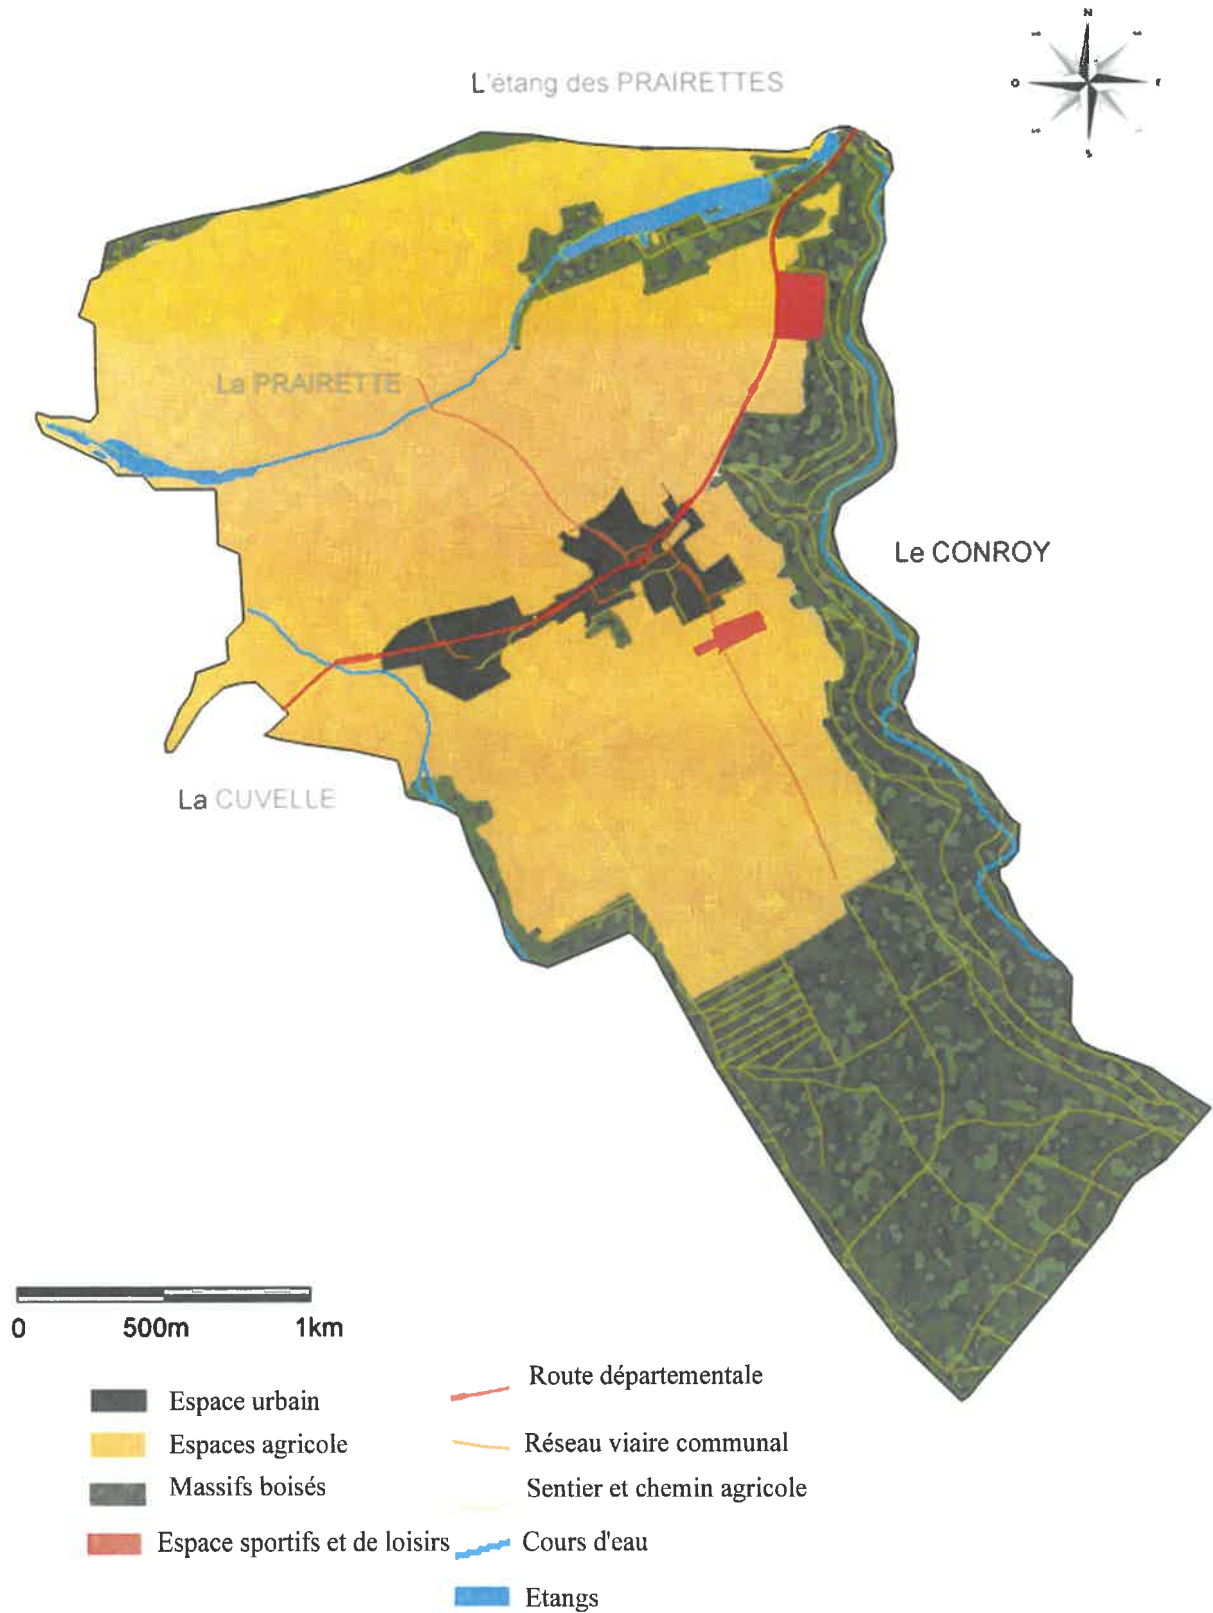 N
O
S
L'étang des PRAIRETTES
La PRAIRETTE
Le CONROY
La CUVELLE
0 500m 1km
Espace urbain
Espaces agricole
Massifs boisés
Espace sportifs et de loisirs
Route départementale
Réseau viaire communal
Sentier et chemin agricole
Cours d'eau
Etangs